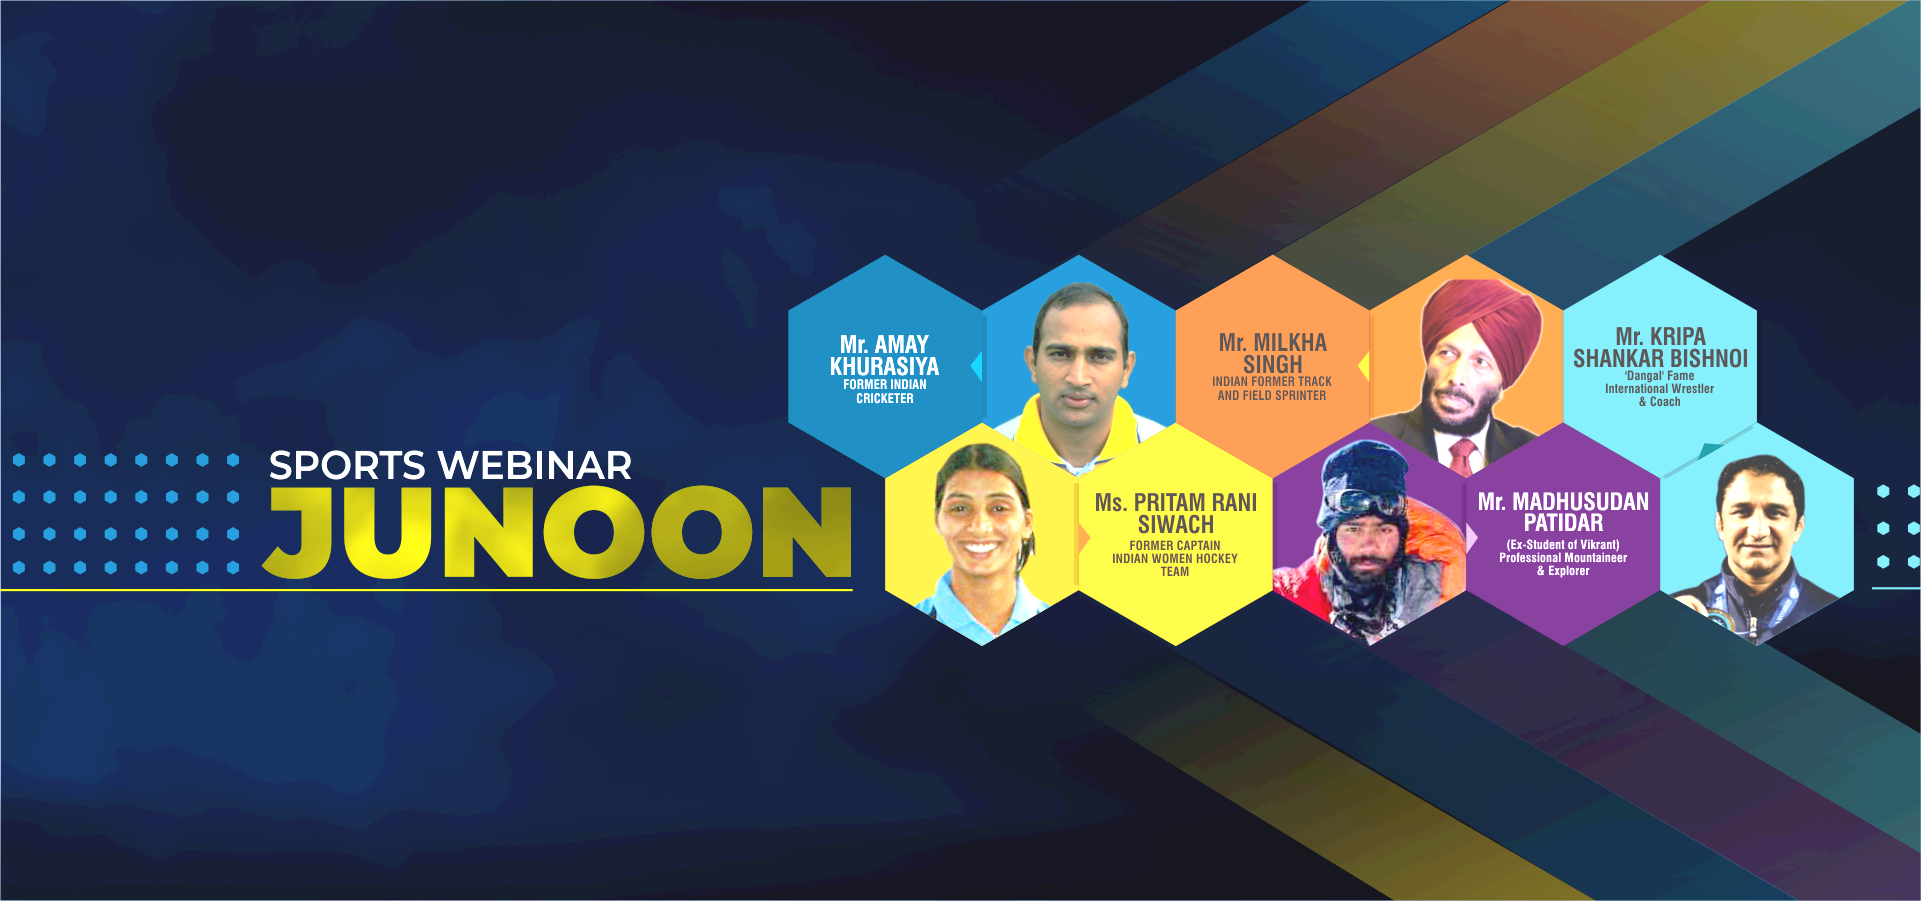 SPORTS WEBINAR
JUNOON
Mr. AMAY
KHURASIYA
FORMER INDIAN
CRICKETER
Mr. MILKHA
SINGH
INDIAN FORMER TRACK
AND FIELD SPRINTER
Mr. KRIPA
SHANKAR BISHNOI
'Dangal' Fame
International Wrestler
& Coach
Ms. PRITAM RANI
SIWACH
FORMER CAPTAIN
INDIAN WOMEN HOCKEY
TEAM
Mr. MADHUSUDAN
PATIDAR
(Ex-Student of Vikrant)
Professional Mountaineer
& Explorer